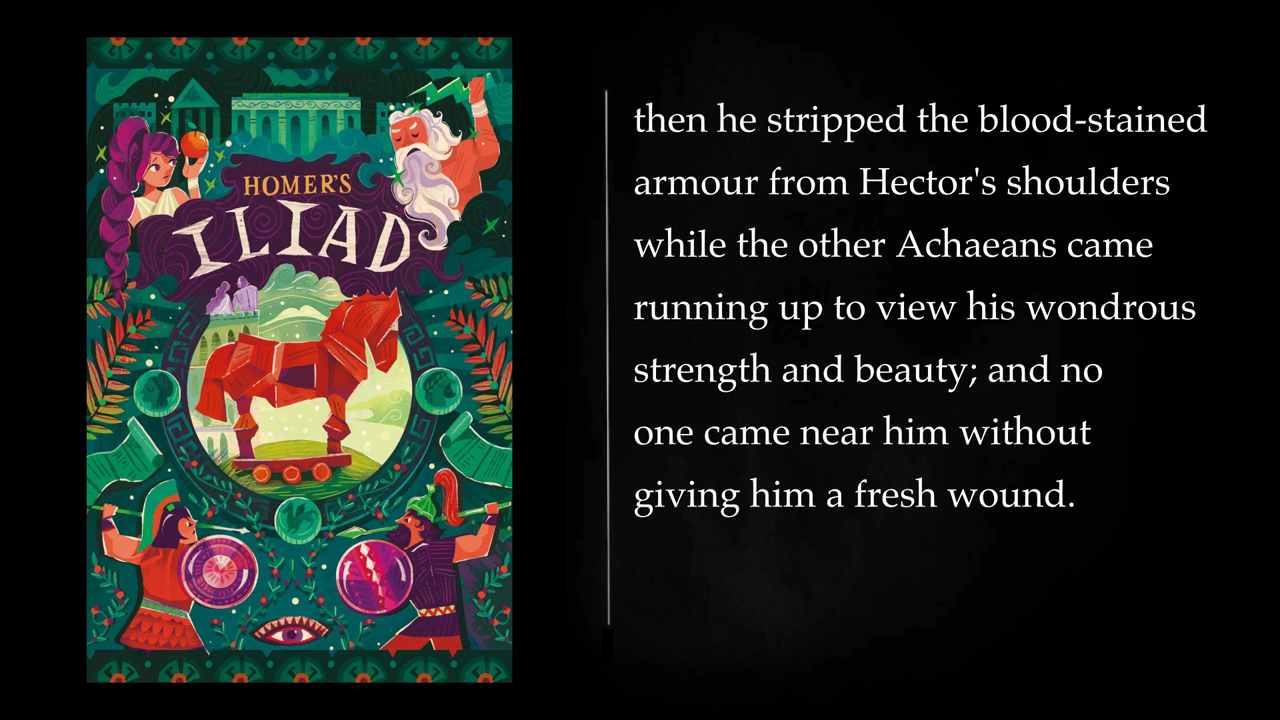 HOMER'S
ILIAD
then he stripped the blood-stained
armour from Hector's shoulders
while the other Achaeans came
running up to view his wondrous
strength and beauty; and no
one came near him without
giving him a fresh wound.